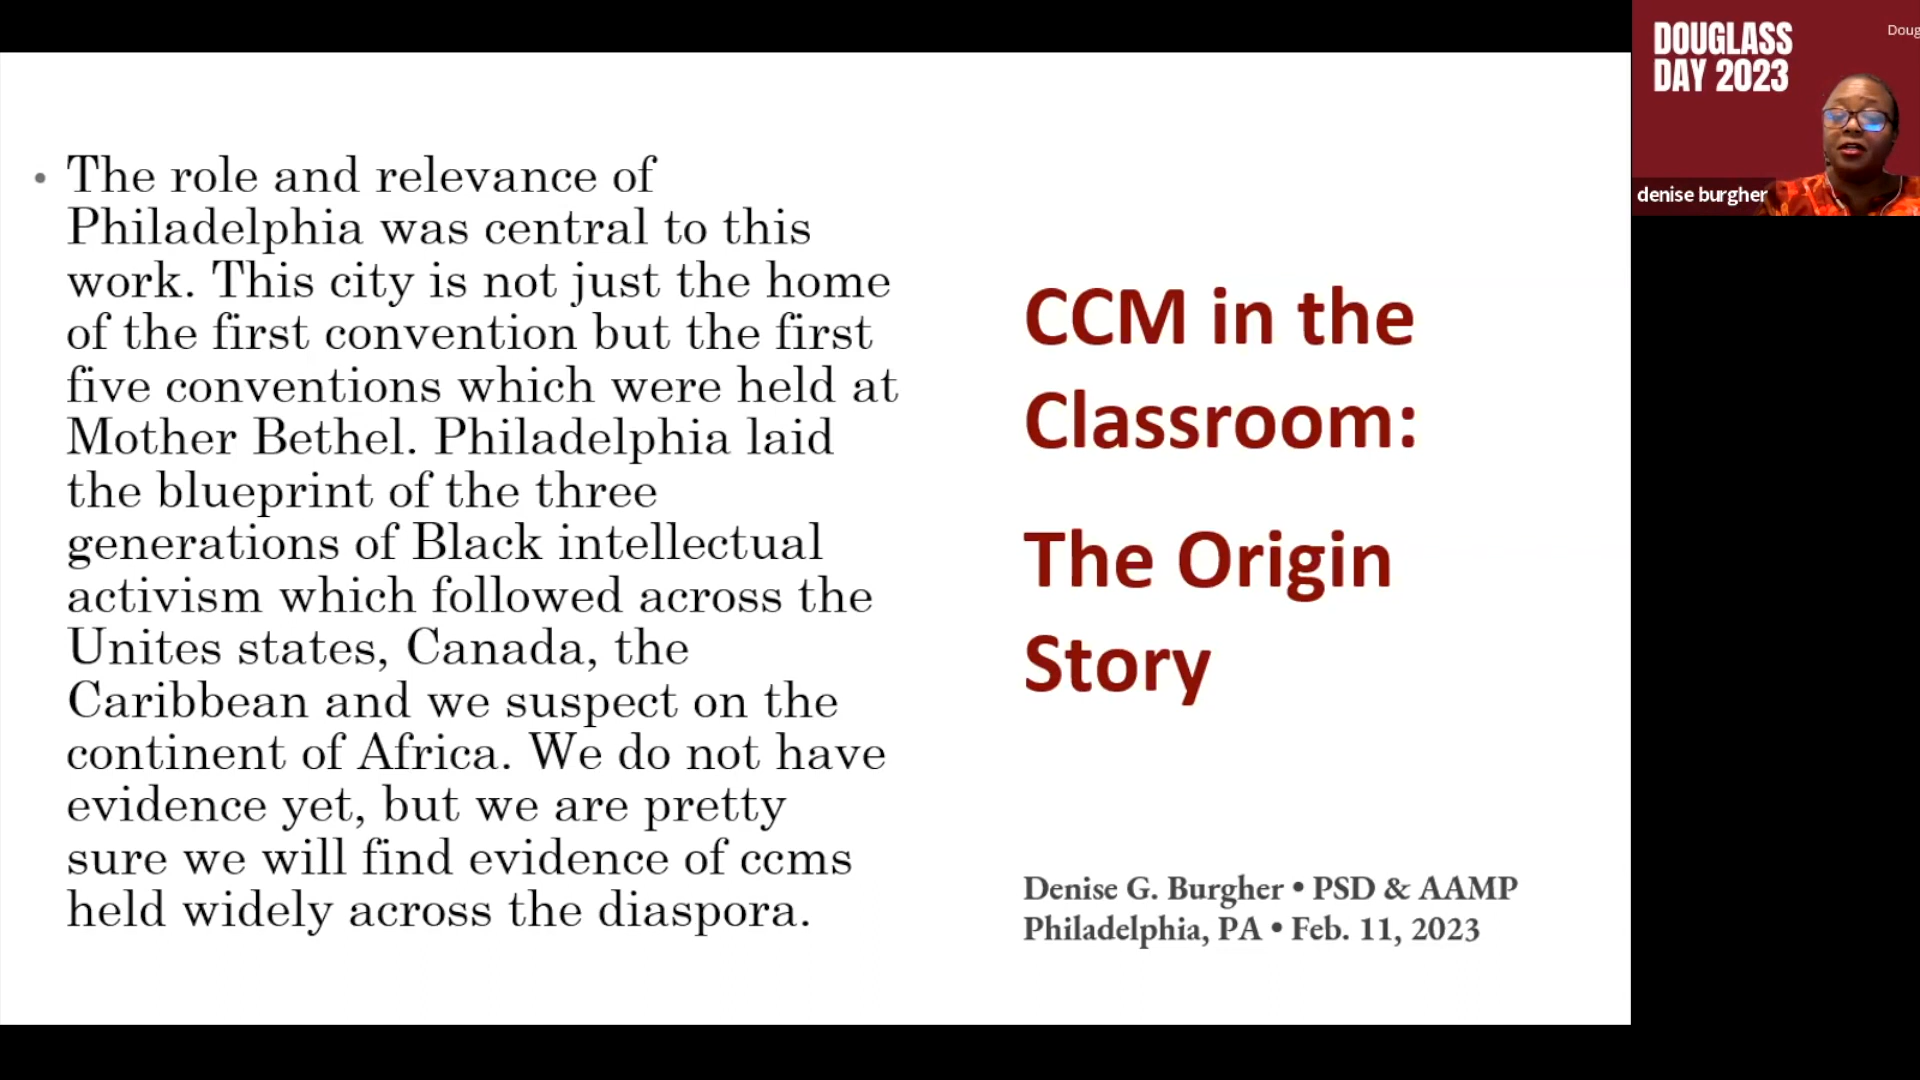 • The role and relevance of
Philadelphia was central to this
work. This city is not just the home
of the first convention but the first
five conventions which were held at
Mother Bethel. Philadelphia laid
the blueprint of the three
generations of Black intellectual
activism which followed across the
Unites states, Canada, the
Caribbean and we suspect on the
continent of Africa. We do not have
evidence yet, but we are pretty
sure we will find evidence of ccms
held widely across the diaspora.
CCM in the
Classroom:
The Origin
Story
Denise G. Burgher • PSD & AAMP
Philadelphia, PA • Feb. 11, 2023
DOUGLASS
DAY 2023
Doug
denise burgher